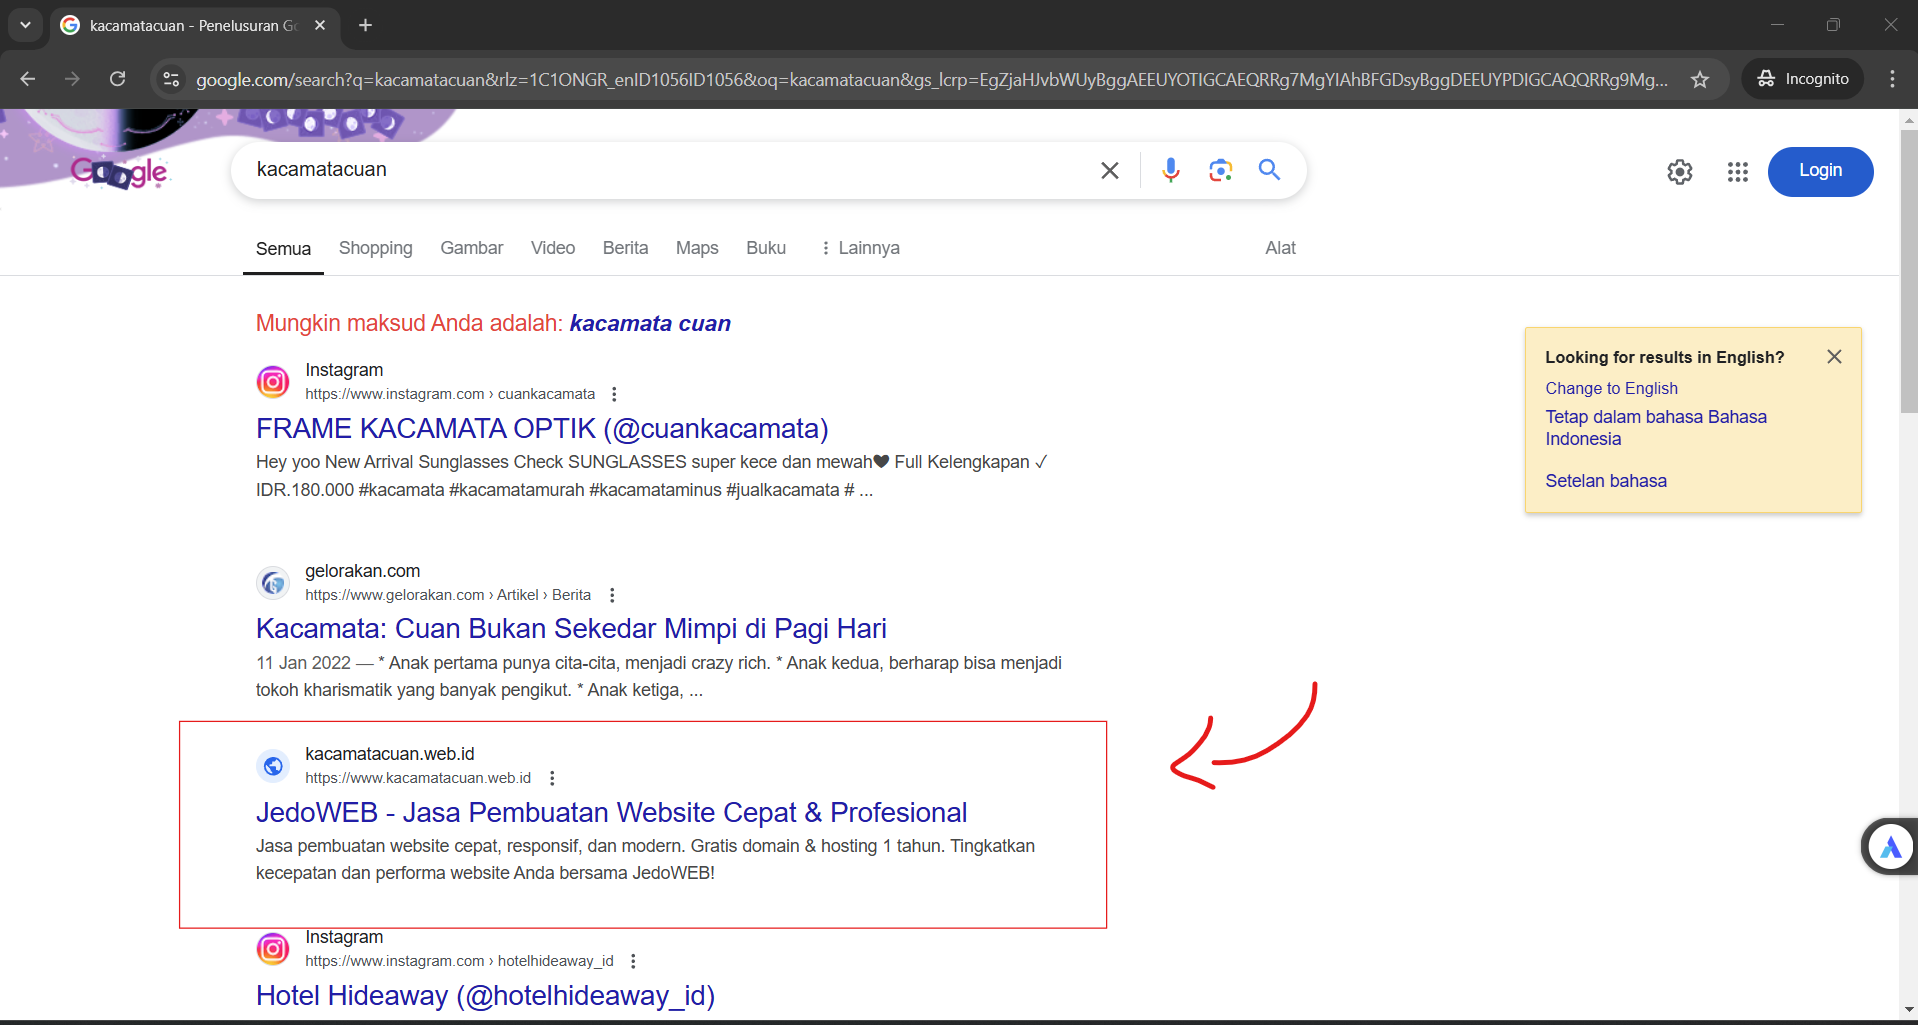 kacamatacuan - Penelusuran Go
google.com/search?q=kacamatacuan&rlz=1C1ONGR_enID1056ID1056&oq=kacamatacuan&gs_lcrp=EgZjaHJvbWUyBggAEEUYOTIGCAEQRRg7MgYIAhBFGDsyBggDEEUYPDIGCAQQRRg9Mg...
Incognito
Google
kacamatacuan
Login
Semua Shopping Gambar Video Berita Maps Buku Lainnya Alat
Mungkin maksud Anda adalah: kacamata cuan
Instagram
https://www.instagram.com › cuankacamata
FRAME KACAMATA OPTIK (@cuankacamata)
Hey yoo New Arrival Sunglasses Check SUNGLASSES super kece dan mewah🖤 Full Kelengkapan ✓
IDR.180.000 #kacamata #kacamatamurah #kacamataminus #jualkacamata # ...
Looking for results in English?
Change to English
Tetap dalam bahasa Bahasa
Indonesia
Setelan bahasa
gelorakan.com
https://www.gelorakan.com › Artikel › Berita
Kacamata: Cuan Bukan Sekedar Mimpi di Pagi Hari
11 Jan 2022 — * Anak pertama punya cita-cita, menjadi crazy rich. * Anak kedua, berharap bisa menjadi
tokoh kharismatik yang banyak pengikut. * Anak ketiga, ...
kacamatacuan.web.id
https://www.kacamatacuan.web.id
JedoWEB - Jasa Pembuatan Website Cepat & Profesional
Jasa pembuatan website cepat, responsif, dan modern. Gratis domain & hosting 1 tahun. Tingkatkan
kecepatan dan performa website Anda bersama JedoWEB!
Instagram
https://www.instagram.com › hotelhideaway_id
Hotel Hideaway (@hotelhideaway_id)